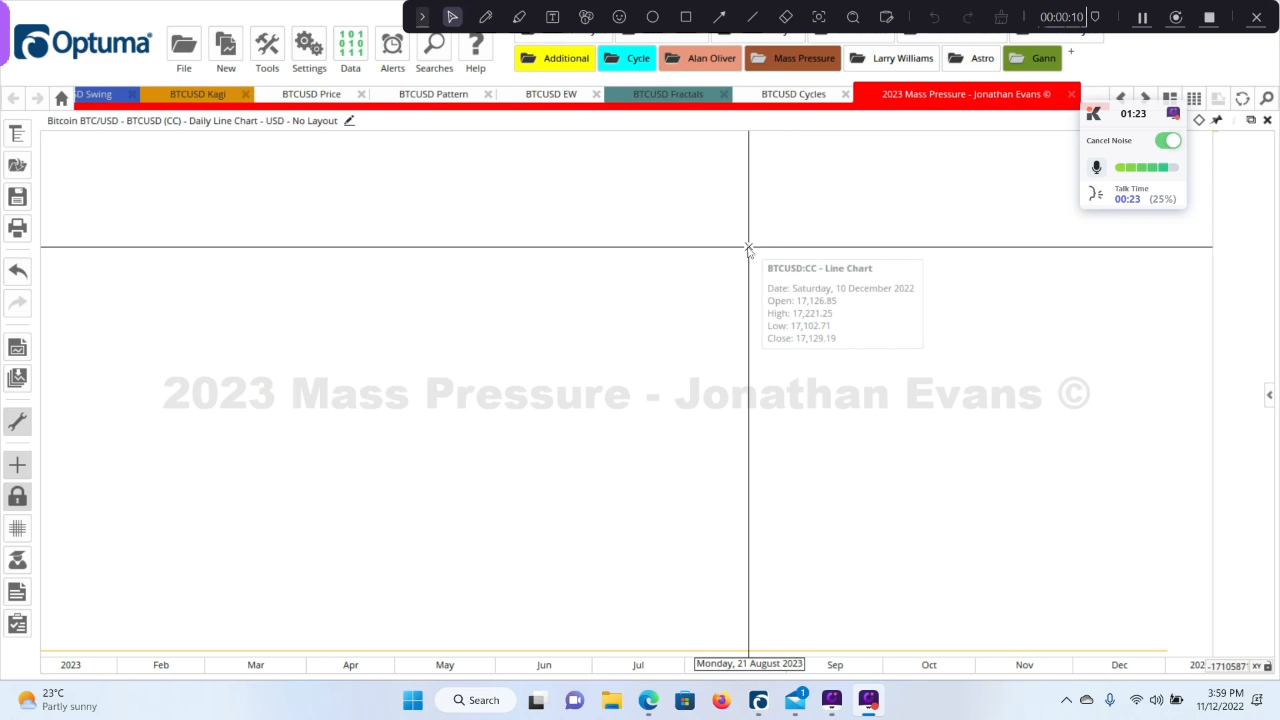 00:00:10
Optuma
File
New
Tools
Settings
Data
Alerts
Searches
Help
Additional
Cycle
Alan Oliver
Mass Pressure
Larry Williams
Astro
Gann
+
D Swing
BTCUSD Kagi
BTCUSD Price
BTCUSD Pattern
BTCUSD EW
BTCUSD Fractals
BTCUSD Cycles
2023 Mass Pressure - Jonathan Evans ©
Bitcoin BTC/USD - BTCUSD (CC) - Daily Line Chart - USD - No Layout
01:23
Cancel Noise
Talk Time
00:23 (25%)
BTCUSD:CC - Line Chart
Date: Saturday, 10 December 2022
Open: 17,126.85
High: 17,221.25
Low: 17,102.71
Close: 17,129.19
2023 Mass Pressure - Jonathan Evans ©
2023 Feb Mar Apr May Jun Jul Monday, 21 August 2023 Sep Oct Nov Dec 202 -1710587 XY
23°C
Partly sunny
Search
1
3:59 PM
11/12/2022